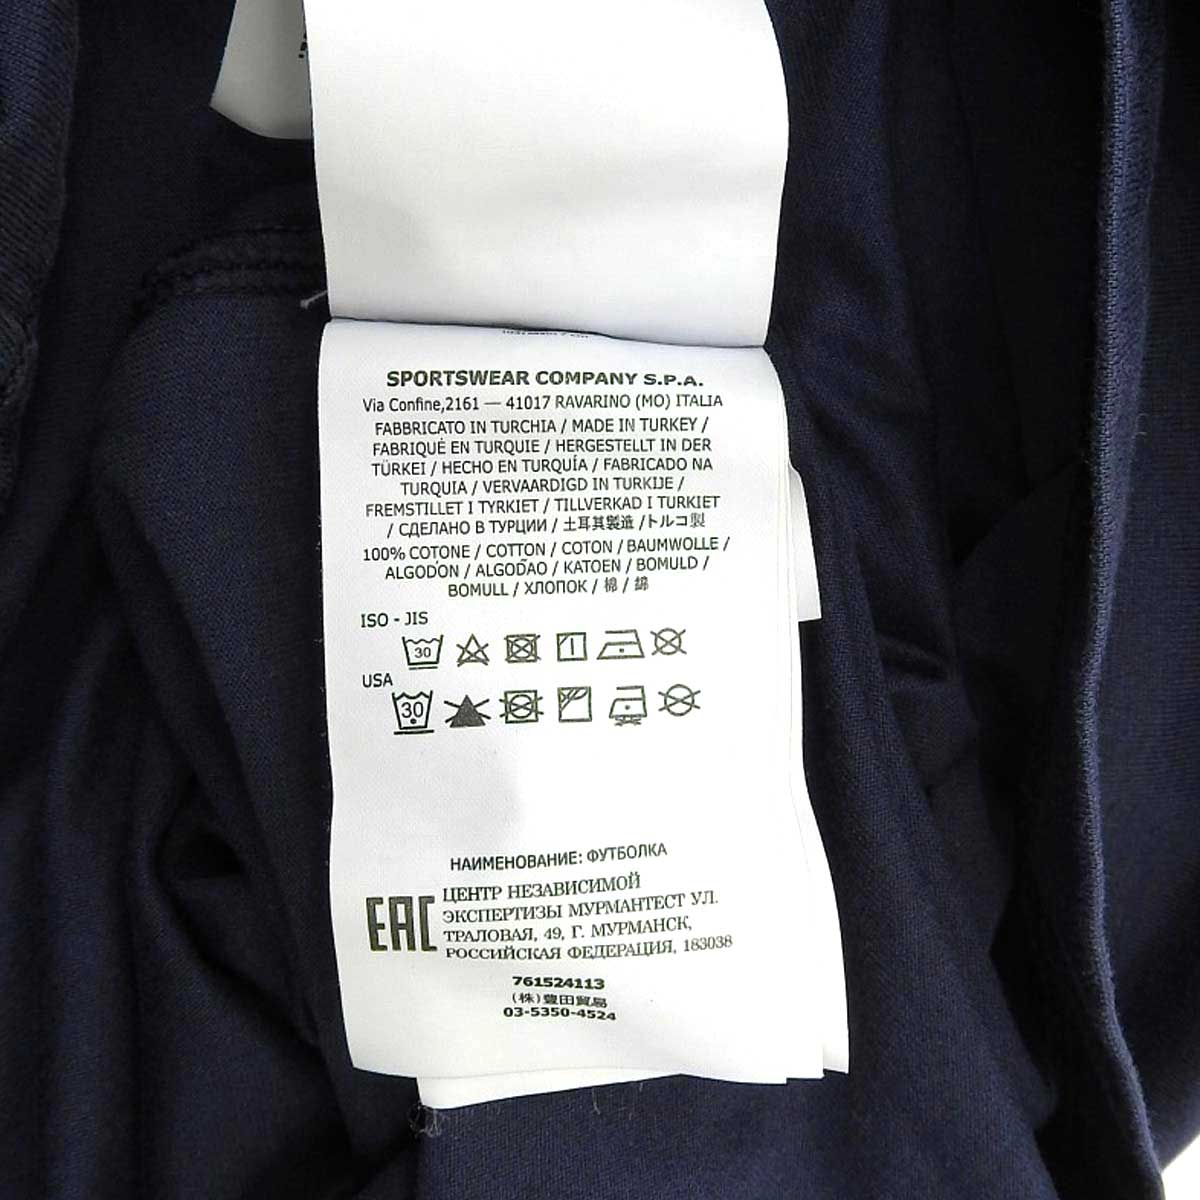 SPORTSWEAR COMPANY S.P.A.
Via Confine,2161 — 41017 RAVARINO (MO) ITALIA
FABBRICATO IN TURCHIA / MADE IN TURKEY /
FABRIQUÉ EN TURQUIE / HERGESTELLT IN DER
TÜRKEI / HECHO EN TURQUÍA / FABRICADO NA
TURQUIA / VERVAARDIGD IN TURKIJE /
FREMSTILLET I TYRKIET / TILLVERKAD I TURKIET
/ СДЕЛАНО В ТУРЦИИ / 土耳其製造 /トルコ製
100% COTONE / COTTON / COTON / BAUMWOLLE /
ALGODON / ALGODÃO / KATOEN / BOMULD /
BOMULL / ХЛОПОК / 棉 / 綿
ISO - JIS
30
USA
30
НАИМЕНОВАНИЕ: ФУТБОЛКА
EAC
ЦЕНТР НЕЗАВИСИМОЙ
ЭКСПЕРТИЗЫ МУРМАНТЕСТ УЛ.
ТРАЛОВАЯ, 49, Г. МУРМАНСК,
РОССИЙСКАЯ ФЕДЕРАЦИЯ, 183038
761524113
(株)豊田貿易
03-5350-4524